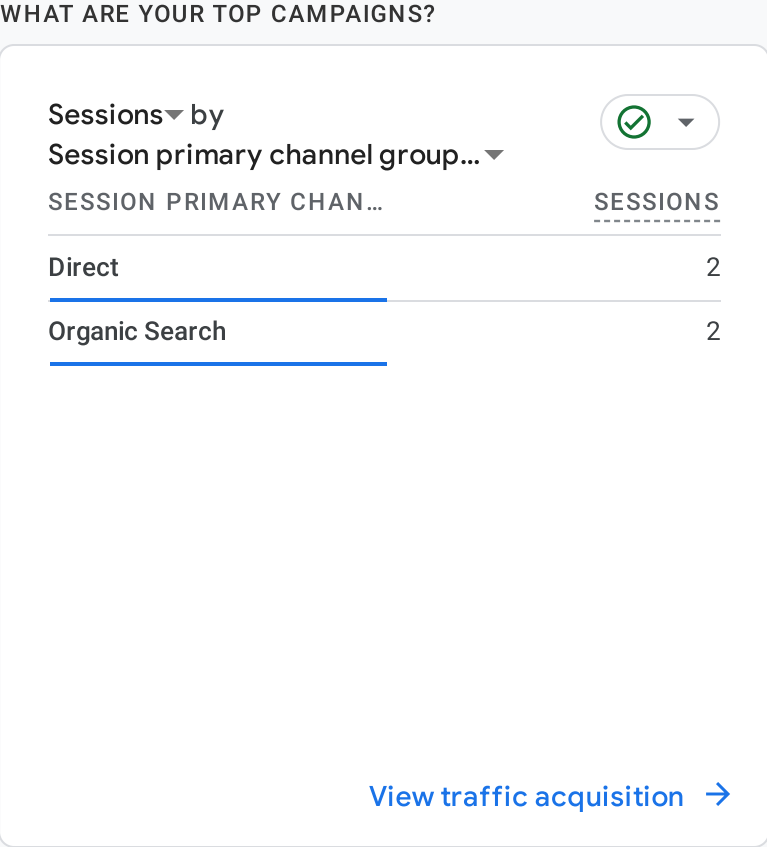 WHAT ARE YOUR TOP CAMPAIGNS?
Sessions by
Session primary channel group…
SESSION PRIMARY CHAN… SESSIONS
Direct 2
Organic Search 2
View traffic acquisition